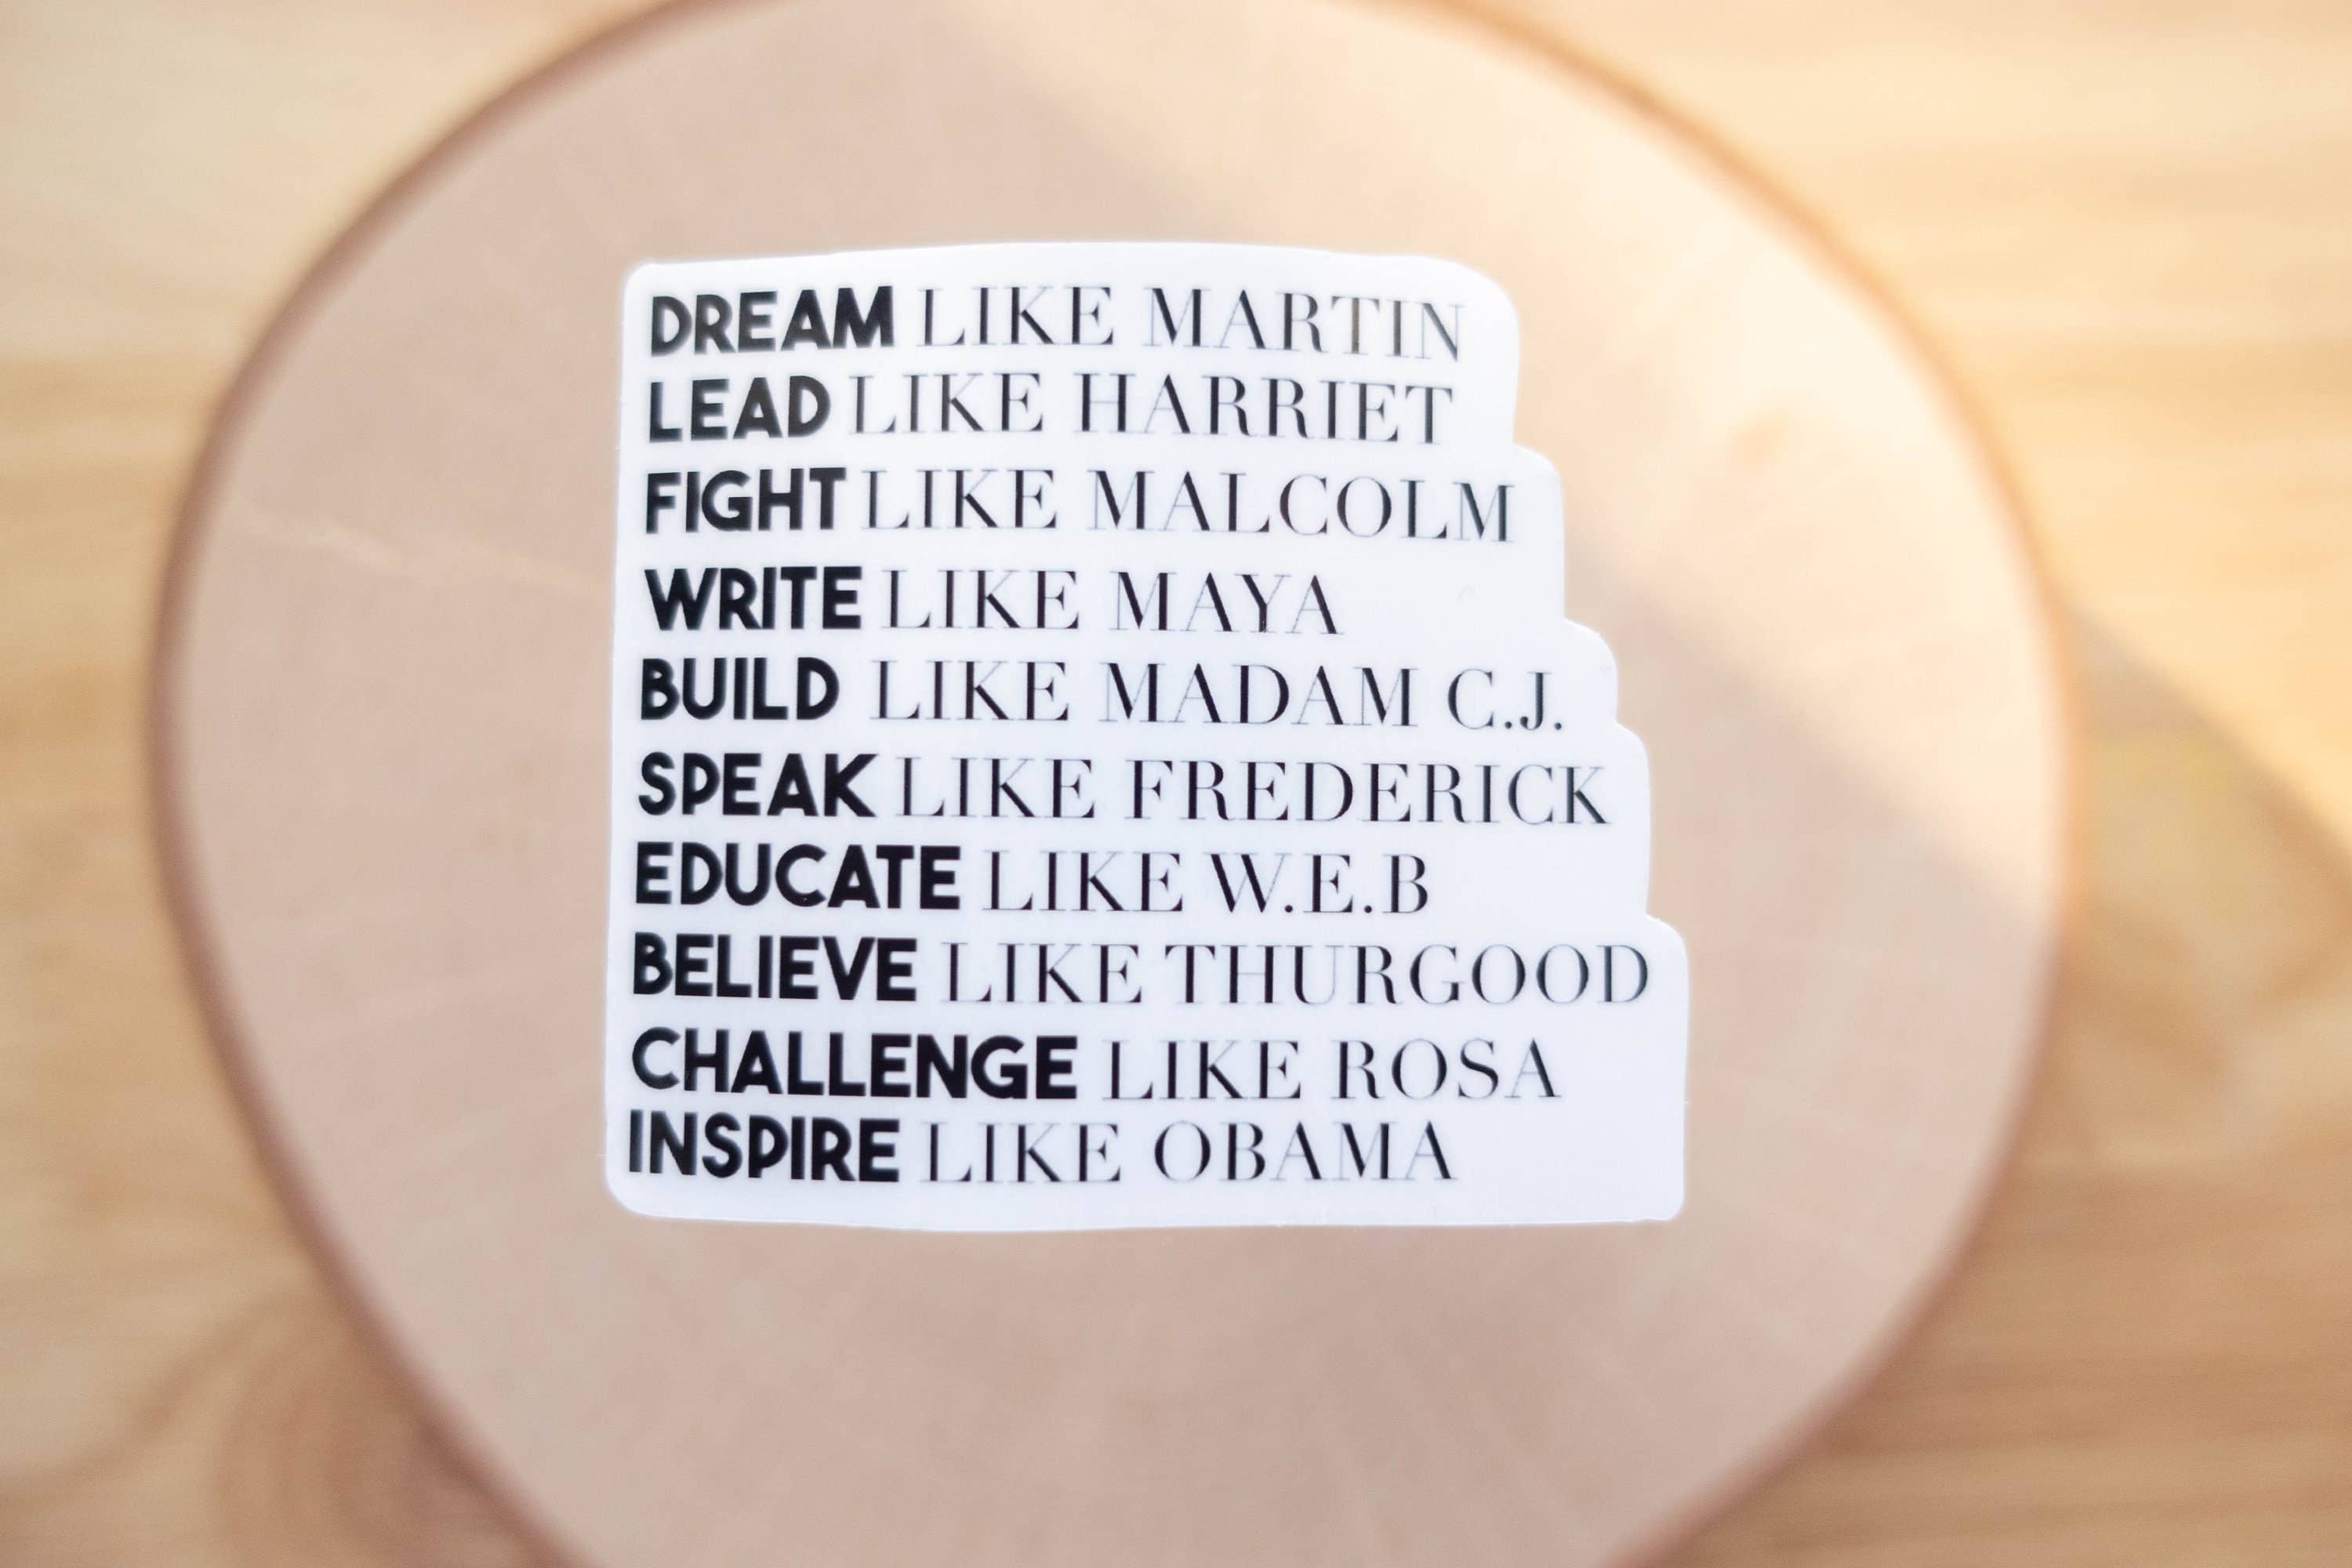 DREAM LIKE MARTIN
LEAD LIKE HARRIET
FIGHT LIKE MALCOLM
WRITE LIKE MAYA
BUILD LIKE MADAM C.J.
SPEAK LIKE FREDERICK
EDUCATE LIKE W.E.B
BELIEVE LIKE THURGOOD
CHALLENGE LIKE ROSA
INSPIRE LIKE OBAMA